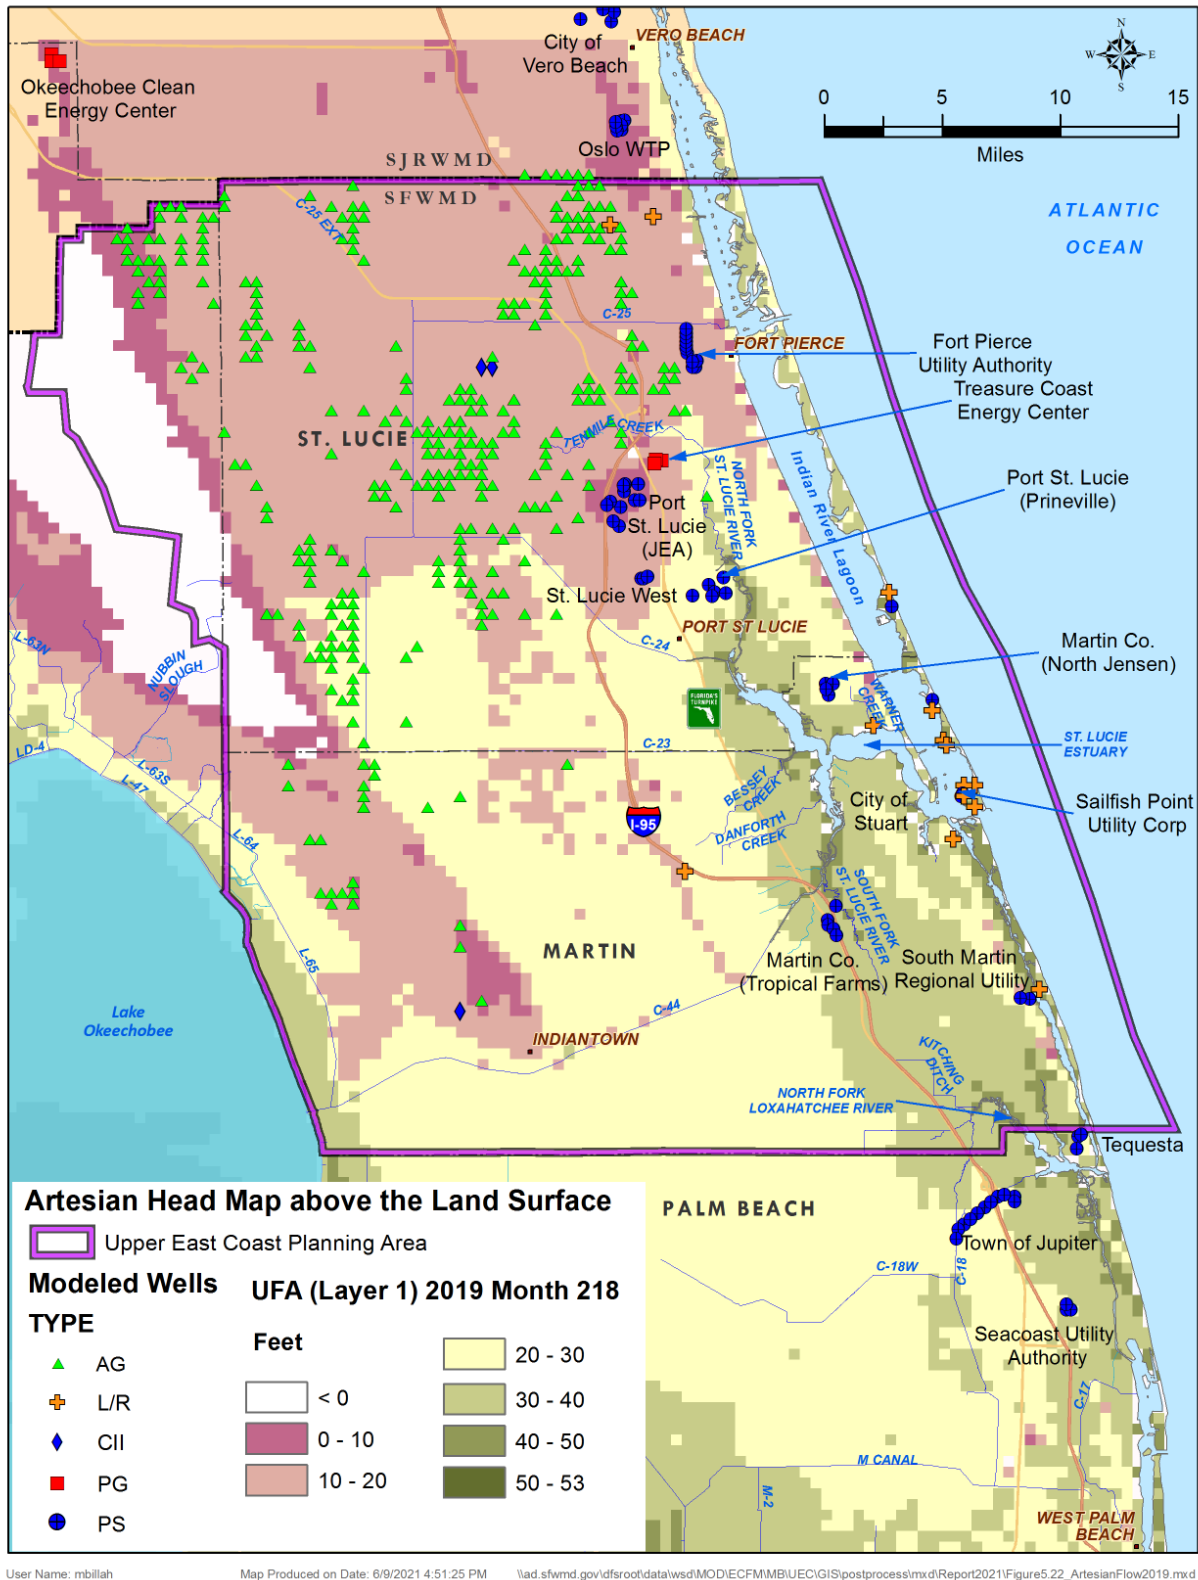 VERO BEACH
City of
Vero Beach
Okeechobee Clean
Energy Center
Oslo WTP
N
W E
S
0 5 10 15
Miles
SJRWMD
SFWMD
C-25 EXT
ATLANTIC
OCEAN
C-25
FORT PIERCE
Fort Pierce
Utility Authority
Treasure Coast
Energy Center
ST. LUCIE
TENMILE CREEK
NORTH FORK
ST. LUCIE RIVER
Indian River Lagoon
Port St. Lucie
(Prineville)
Port
St. Lucie
(JEA)
St. Lucie West
PORT ST LUCIE
C-24
Martin Co.
(North Jensen)
L-63N
NUBBIN
SLOUGH
FLORIDA'S
TURNPIKE
WARNER
CREEK
LD-4
C-23
ST. LUCIE
ESTUARY
L-63S
L-47
BESSEY
CREEK
City of
Stuart
Sailfish Point
Utility Corp
I-95
DANFORTH
CREEK
L-64
SOUTH FORK
ST. LUCIE RIVER
MARTIN
L-65
Martin Co.
(Tropical Farms)
South Martin
Regional Utility
Lake
Okeechobee
C-44
INDIANTOWN
KITCHING
DITCH
NORTH FORK
LOXAHATCHEE RIVER
Tequesta
PALM BEACH
Town of Jupiter
C-18W
C-18
Seacoast Utility
Authority
C-17
M CANAL
M-2
WEST PALM
BEACH
Artesian Head Map above the Land Surface
Upper East Coast Planning Area
Modeled Wells
TYPE
AG
L/R
CII
PG
PS
UFA (Layer 1) 2019 Month 218
Feet
< 0
0 - 10
10 - 20
20 - 30
30 - 40
40 - 50
50 - 53
User Name: mbillah
Map Produced on Date: 6/9/2021 4:51:25 PM
\\ad.sfwmd.gov\dfsroot\data\wsd\MOD\ECFM\MB\UEC\GIS\postprocess\mxd\Report2021\Figure5.22_ArtesianFlow2019.mxd